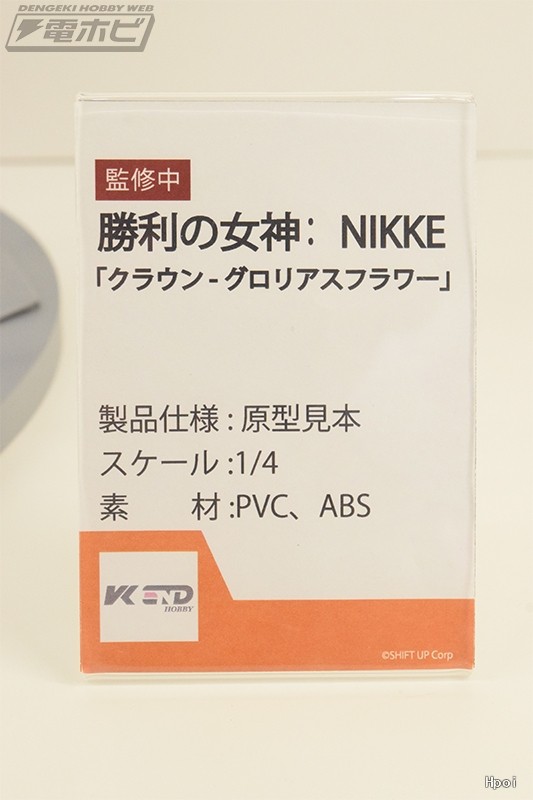 DENGEKI HOBBY WEB
電ホビ
監修中
勝利の女神： NIKKE
「クラウン - グロリアスフラワー」
製品仕様 : 原型見本
スケール :1/4
素　　材 :PVC、ABS
HOBBY
©SHIFT UP Corp
Hpoi